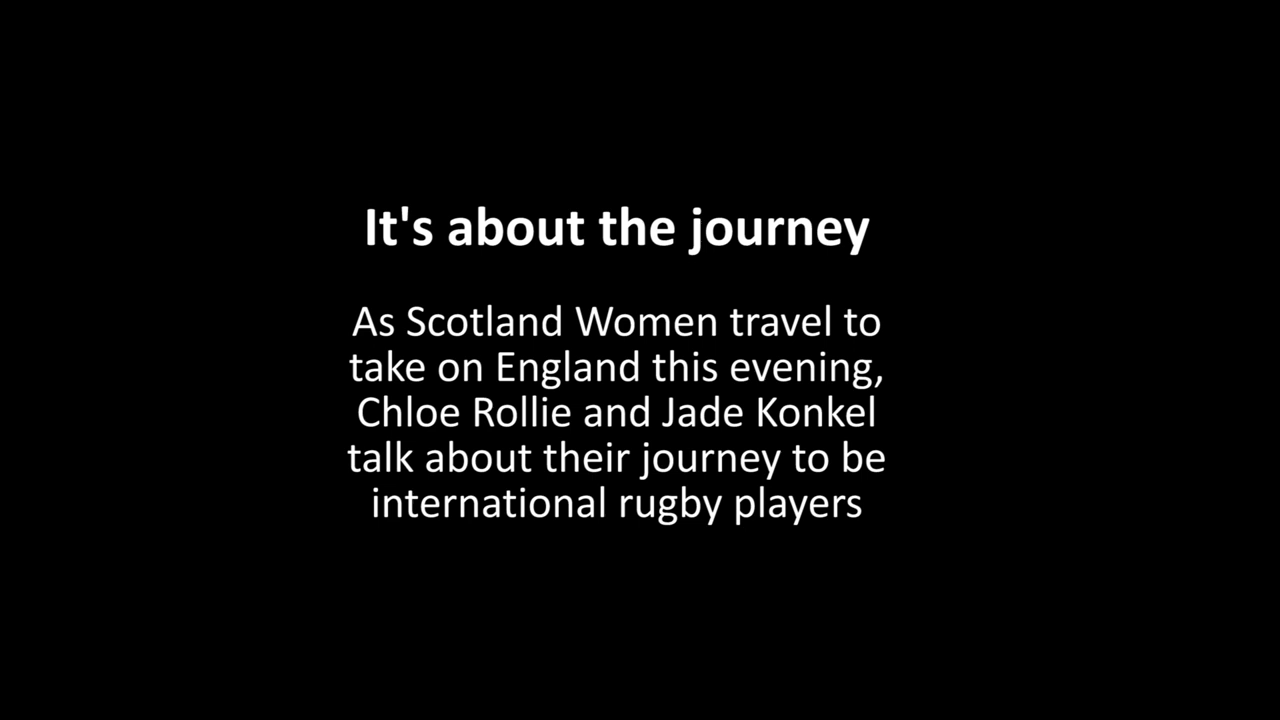 It's about the journey
As Scotland Women travel to
take on England this evening,
Chloe Rollie and Jade Konkel
talk about their journey to be
international rugby players